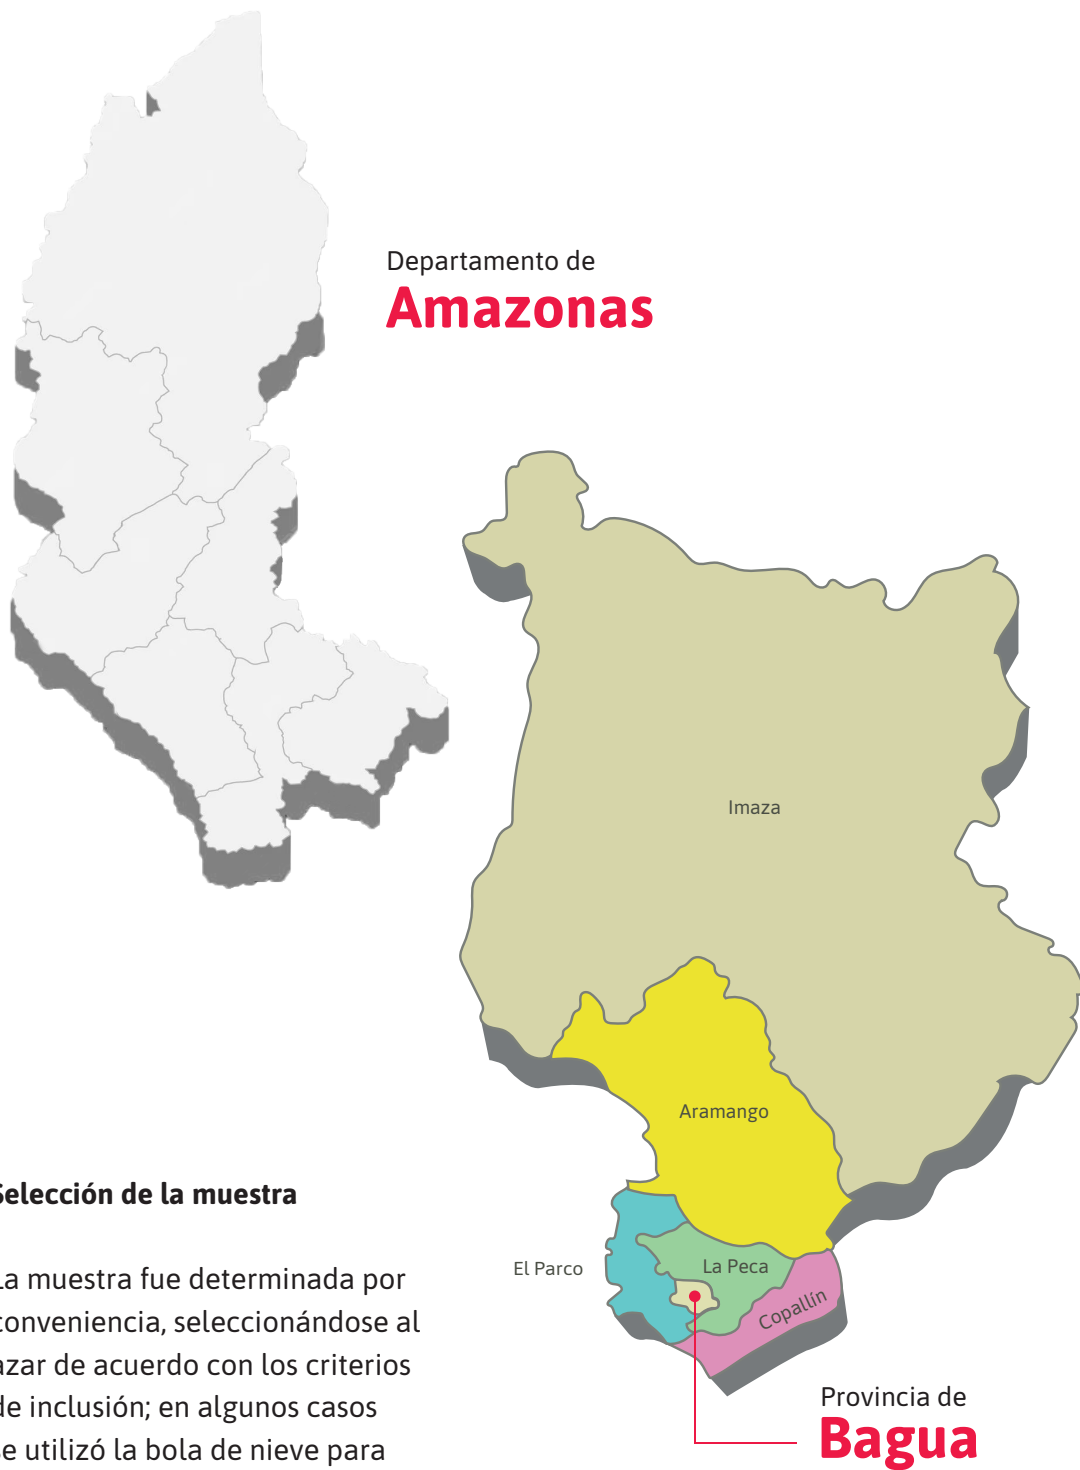 Departamento de
Amazonas
Imaza
Aramango
El Parco
La Peca
Copallín
Provincia de
Bagua
Selección de la muestra
La muestra fue determinada por
conveniencia, seleccionándose al
azar de acuerdo con los criterios
de inclusión; en algunos casos
se utilizó la bola de nieve para